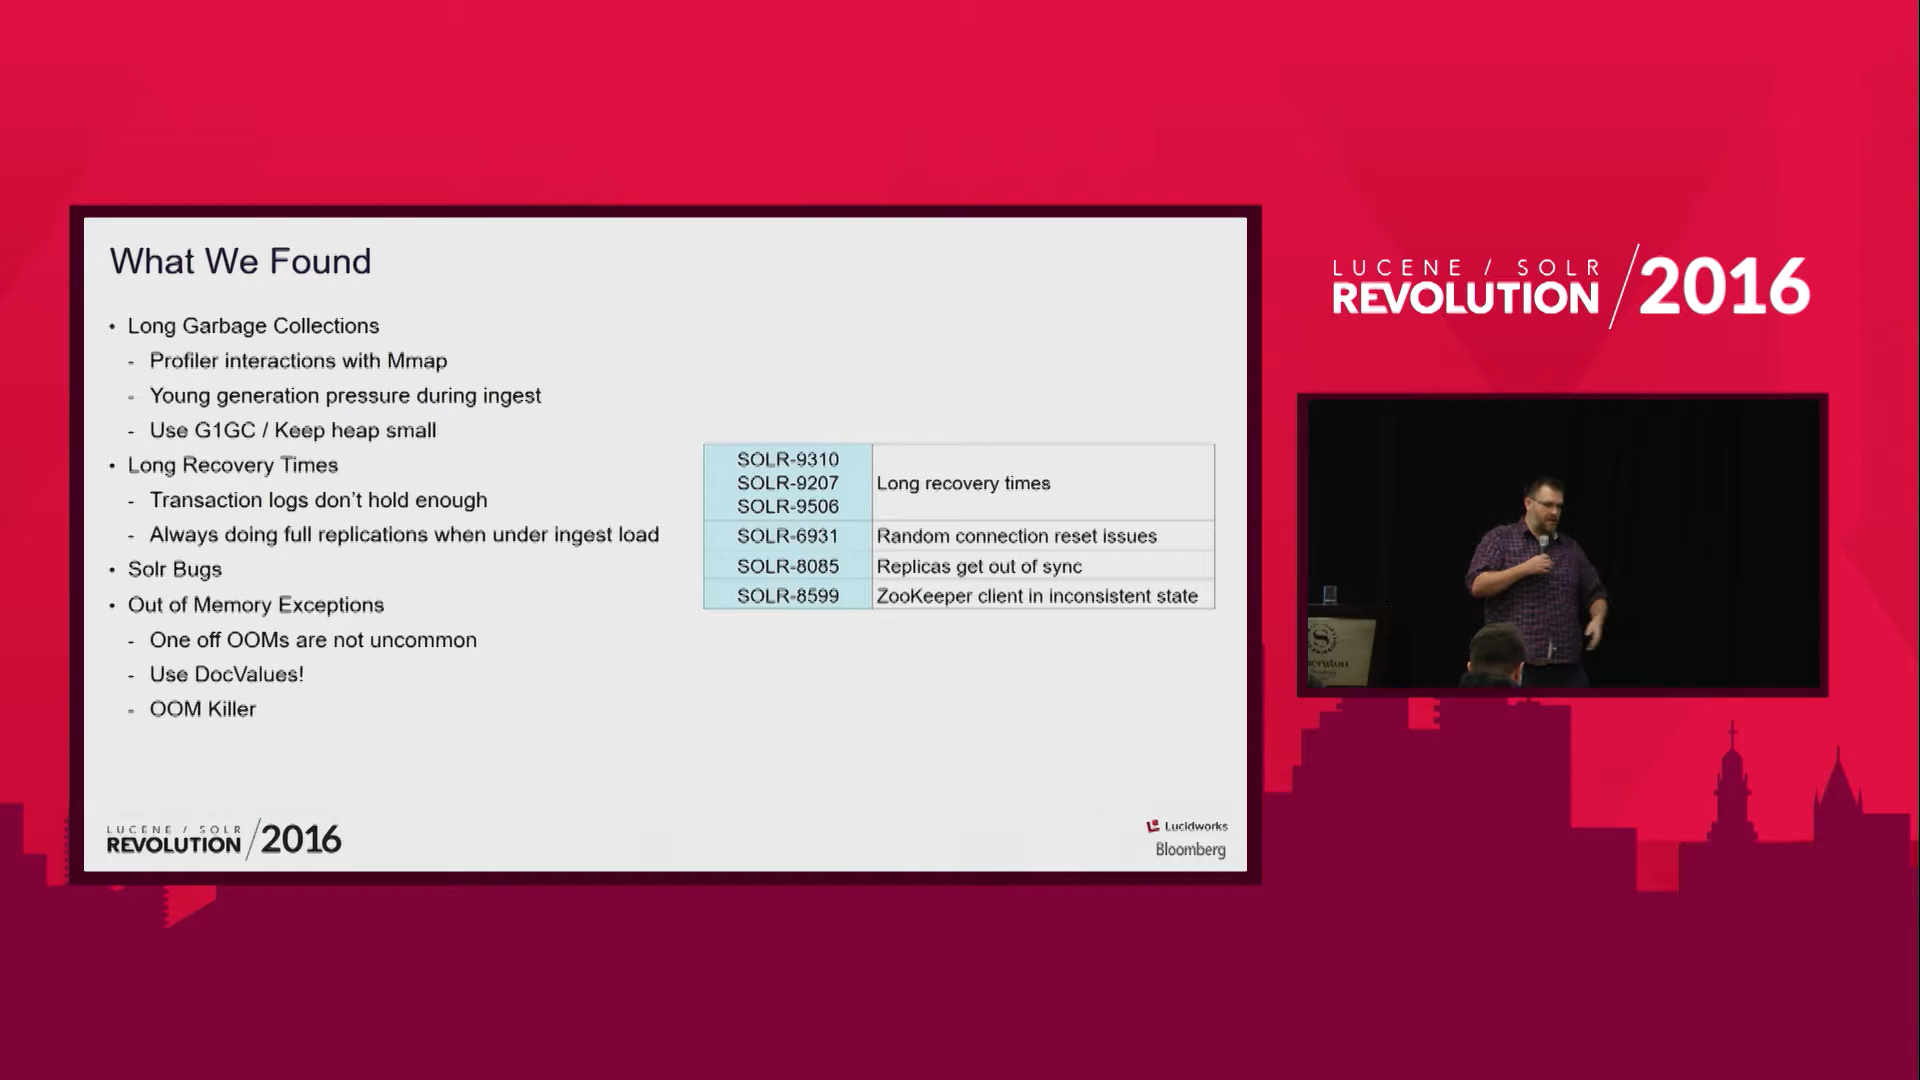 What We Found
• Long Garbage Collections
- Profiler interactions with Mmap
- Young generation pressure during ingest
- Use G1GC / Keep heap small
• Long Recovery Times
- Transaction logs don't hold enough
- Always doing full replications when under ingest load
• Solr Bugs
• Out of Memory Exceptions
- One off OOMs are not uncommon
- Use DocValues!
- OOM Killer
SOLR-9310
SOLR-9207
SOLR-9506
Long recovery times
SOLR-6931 Random connection reset issues
SOLR-8085 Replicas get out of sync
SOLR-8599 ZooKeeper client in inconsistent state
LUCENE / SOLR
REVOLUTION / 2016
Lucidworks
Bloomberg
LUCENE / SOLR
REVOLUTION / 2016
S